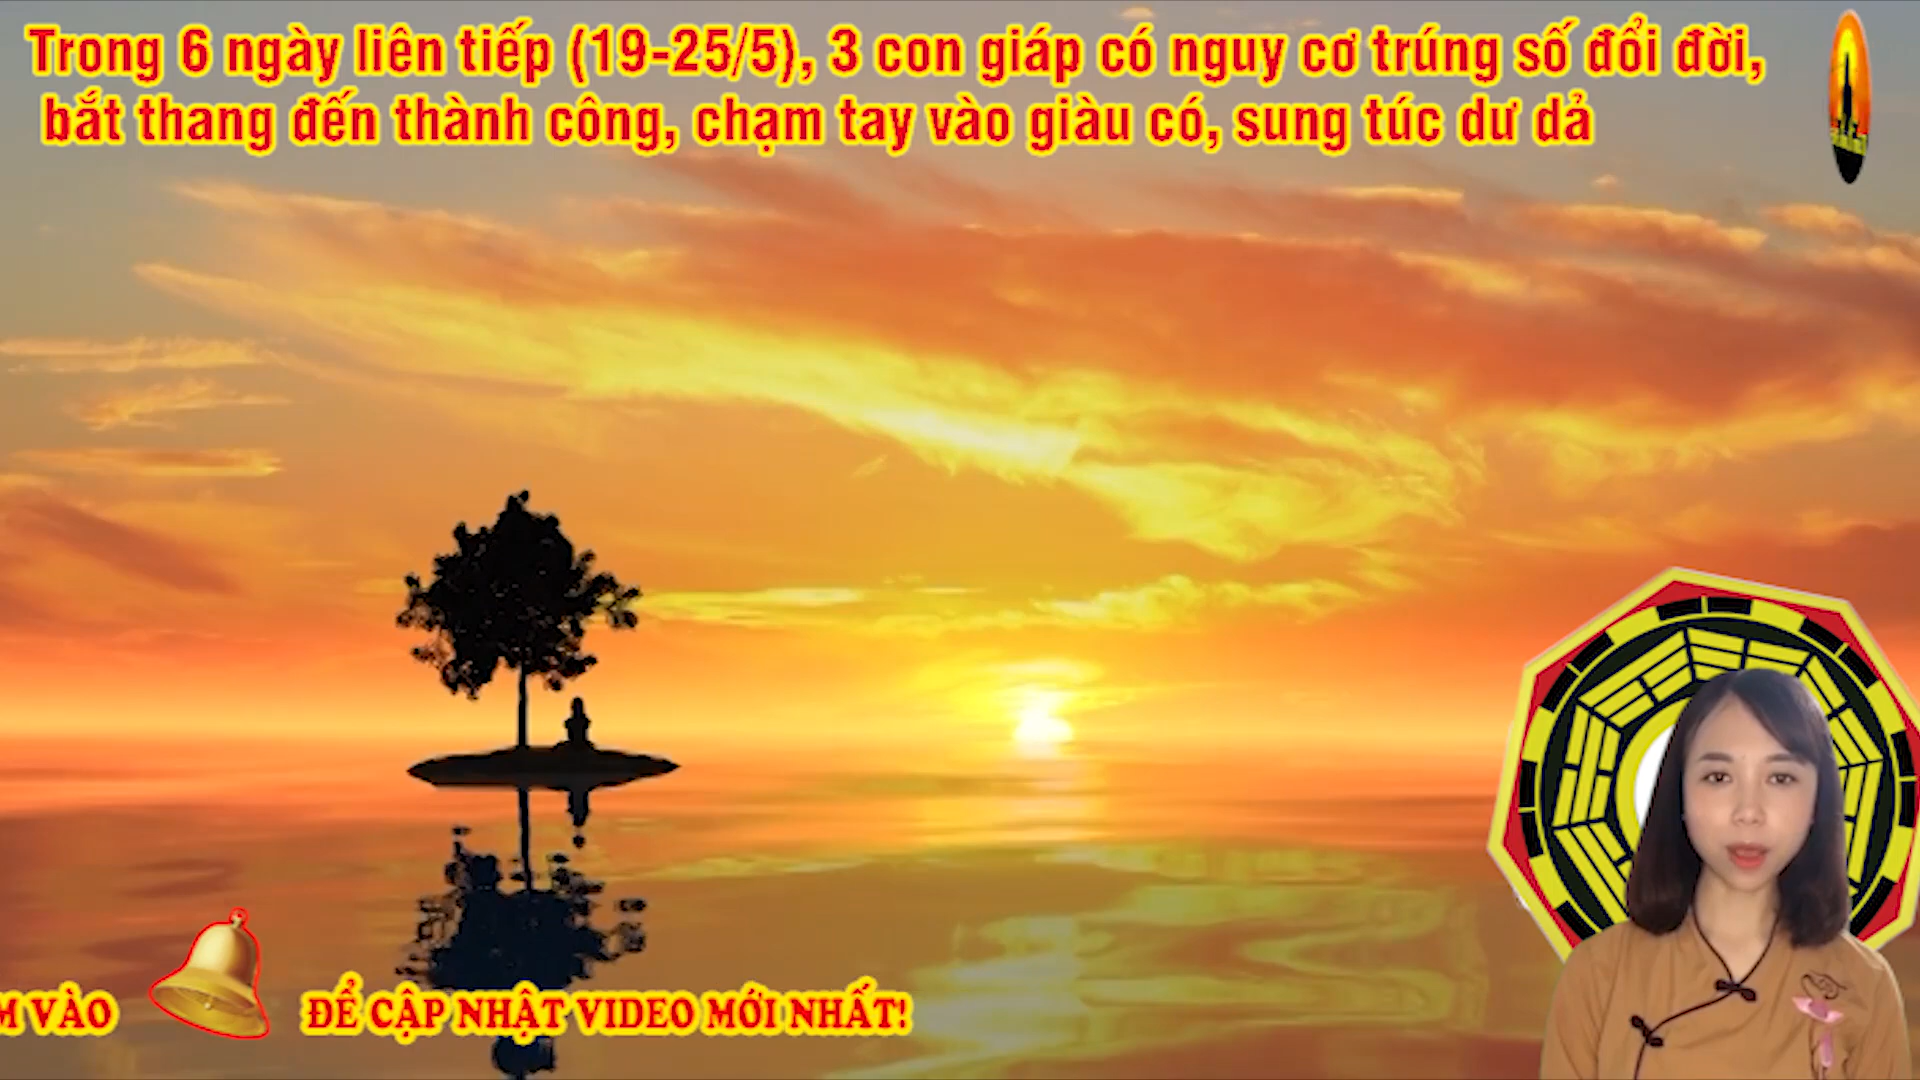 Trong 6 ngày liên tiếp (19-25/5), 3 con giáp có nguy cơ trúng số đổi đời,
bắt thang đến thành công, chạm tay vào giàu có, sung túc dư dả
VÀO ĐỂ CẬP NHẬT VIDEO MỚI NHẤT!